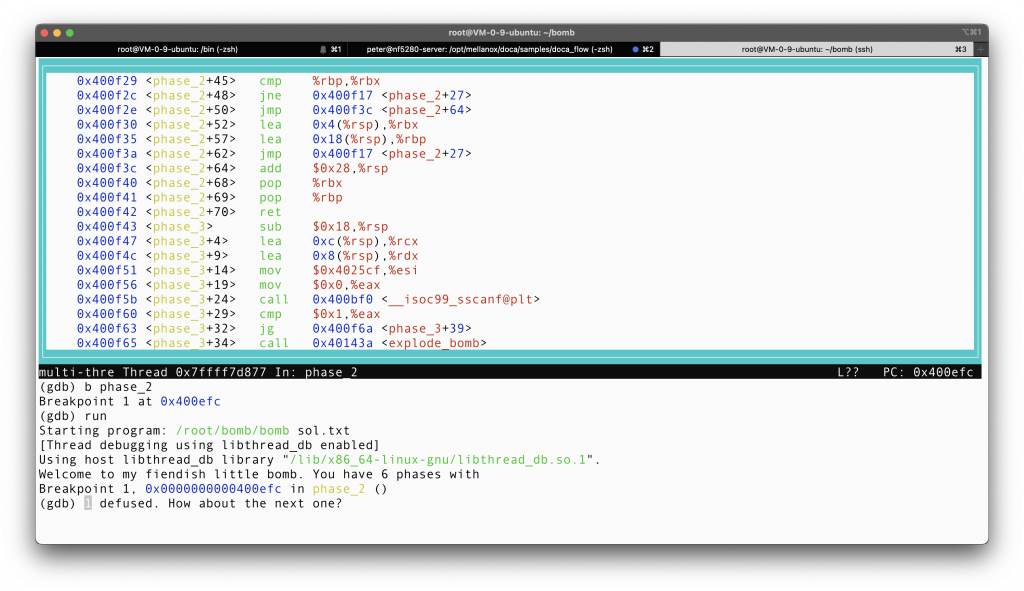 root@VM-0-9-ubuntu: ~/bomb
⌥⌘1
root@VM-0-9-ubuntu: /bin (-zsh) ⌘1 peter@nf5280-server: /opt/mellanox/doca/samples/doca_flow (-zsh) ⌘2 root@VM-0-9-ubuntu: ~/bomb (ssh) ⌘3 +
0x400f29 <phase_2+45> cmp %rbp,%rbx
0x400f2c <phase_2+48> jne 0x400f17 <phase_2+27>
0x400f2e <phase_2+50> jmp 0x400f3c <phase_2+64>
0x400f30 <phase_2+52> lea 0x4(%rsp),%rbx
0x400f35 <phase_2+57> lea 0x18(%rsp),%rbp
0x400f3a <phase_2+62> jmp 0x400f17 <phase_2+27>
0x400f3c <phase_2+64> add $0x28,%rsp
0x400f40 <phase_2+68> pop %rbx
0x400f41 <phase_2+69> pop %rbp
0x400f42 <phase_2+70> ret
0x400f43 <phase_3> sub $0x18,%rsp
0x400f47 <phase_3+4> lea 0xc(%rsp),%rcx
0x400f4c <phase_3+9> lea 0x8(%rsp),%rdx
0x400f51 <phase_3+14> mov $0x4025cf,%esi
0x400f56 <phase_3+19> mov $0x0,%eax
0x400f5b <phase_3+24> call 0x400bf0 <__isoc99_sscanf@plt>
0x400f60 <phase_3+29> cmp $0x1,%eax
0x400f63 <phase_3+32> jg 0x400f6a <phase_3+39>
0x400f65 <phase_3+34> call 0x40143a <explode_bomb>
multi-thre Thread 0x7ffff7d877 In: phase_2 L?? PC: 0x400efc
(gdb) b phase_2
Breakpoint 1 at 0x400efc
(gdb) run
Starting program: /root/bomb/bomb sol.txt
[Thread debugging using libthread_db enabled]
Using host libthread_db library "/lib/x86_64-linux-gnu/libthread_db.so.1".
Welcome to my fiendish little bomb. You have 6 phases with
Breakpoint 1, 0x0000000000400efc in phase_2 ()
(gdb) 1 defused. How about the next one?